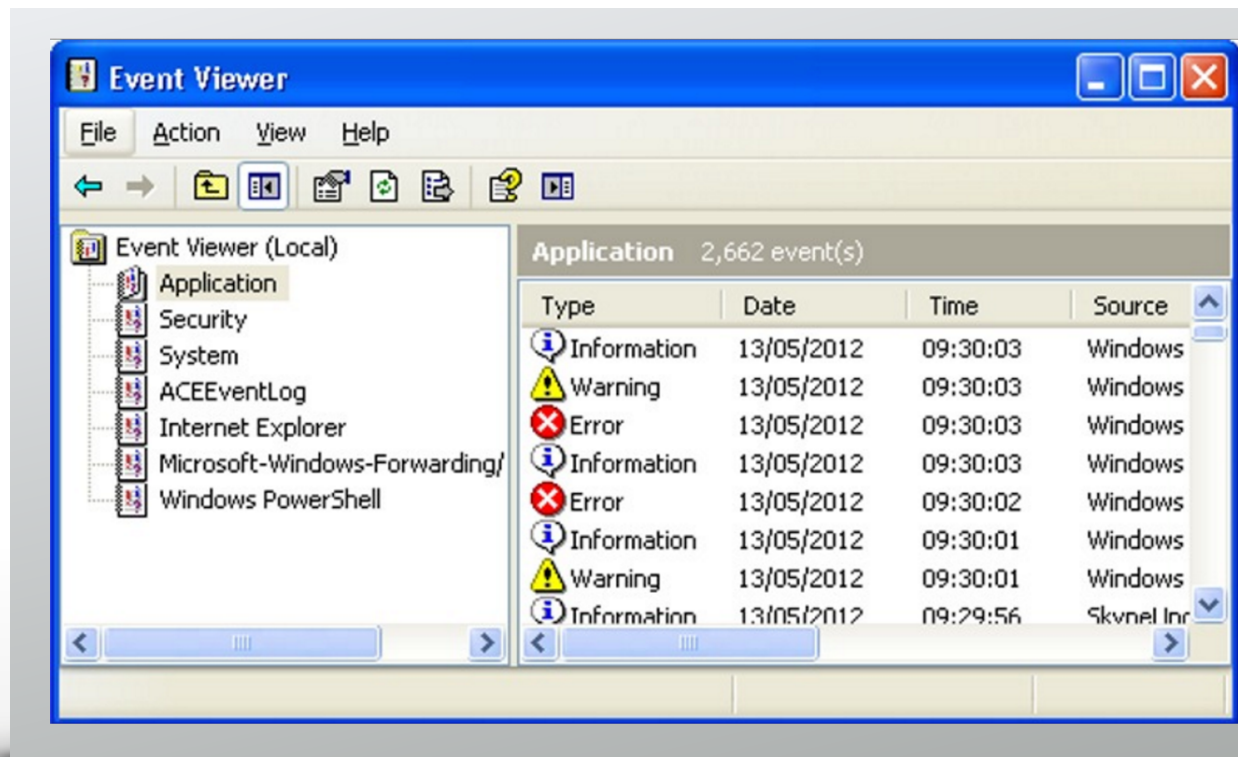 Event Viewer
File Action View Help
Event Viewer (Local)
Application
Security
System
ACEEventLog
Internet Explorer
Microsoft-Windows-Forwarding/
Windows PowerShell
Application 2,662 event(s)
Type Date Time Source
Information 13/05/2012 09:30:03 Windows
Warning 13/05/2012 09:30:03 Windows
Error 13/05/2012 09:30:03 Windows
Information 13/05/2012 09:30:03 Windows
Error 13/05/2012 09:30:02 Windows
Information 13/05/2012 09:30:01 Windows
Warning 13/05/2012 09:30:01 Windows
Information 13/05/2012 09:29:56